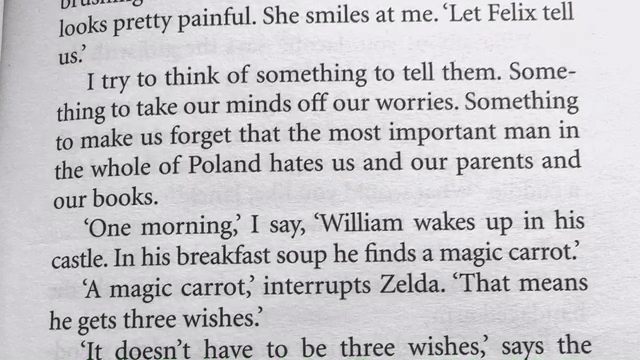 looks pretty painful. She smiles at me. ‘Let Felix tell
us.’
I try to think of something to tell them. Some-
thing to take our minds off our worries. Something
to make us forget that the most important man in
the whole of Poland hates us and our parents and
our books.
‘One morning,’ I say, ‘William wakes up in his
castle. In his breakfast soup he finds a magic carrot.’
‘A magic carrot,’ interrupts Zelda. ‘That means
he gets three wishes.’
‘It doesn’t have to be three wishes,’ says the